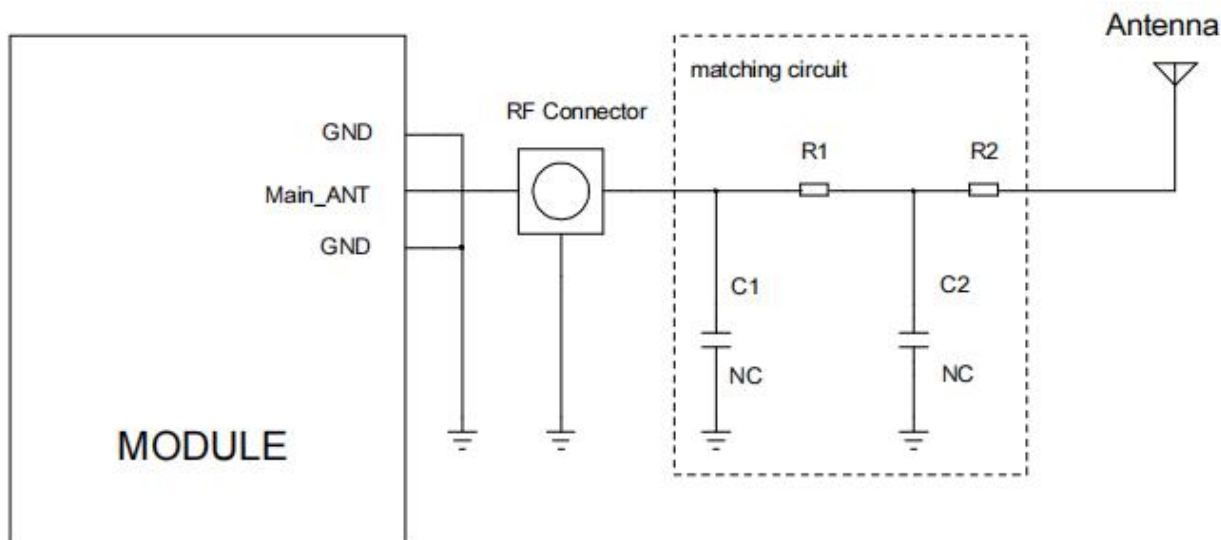 Antenna
matching circuit
RF Connector
GND
R1
R2
Main_ANT
GND
C1
C2
NC
NC
MODULE